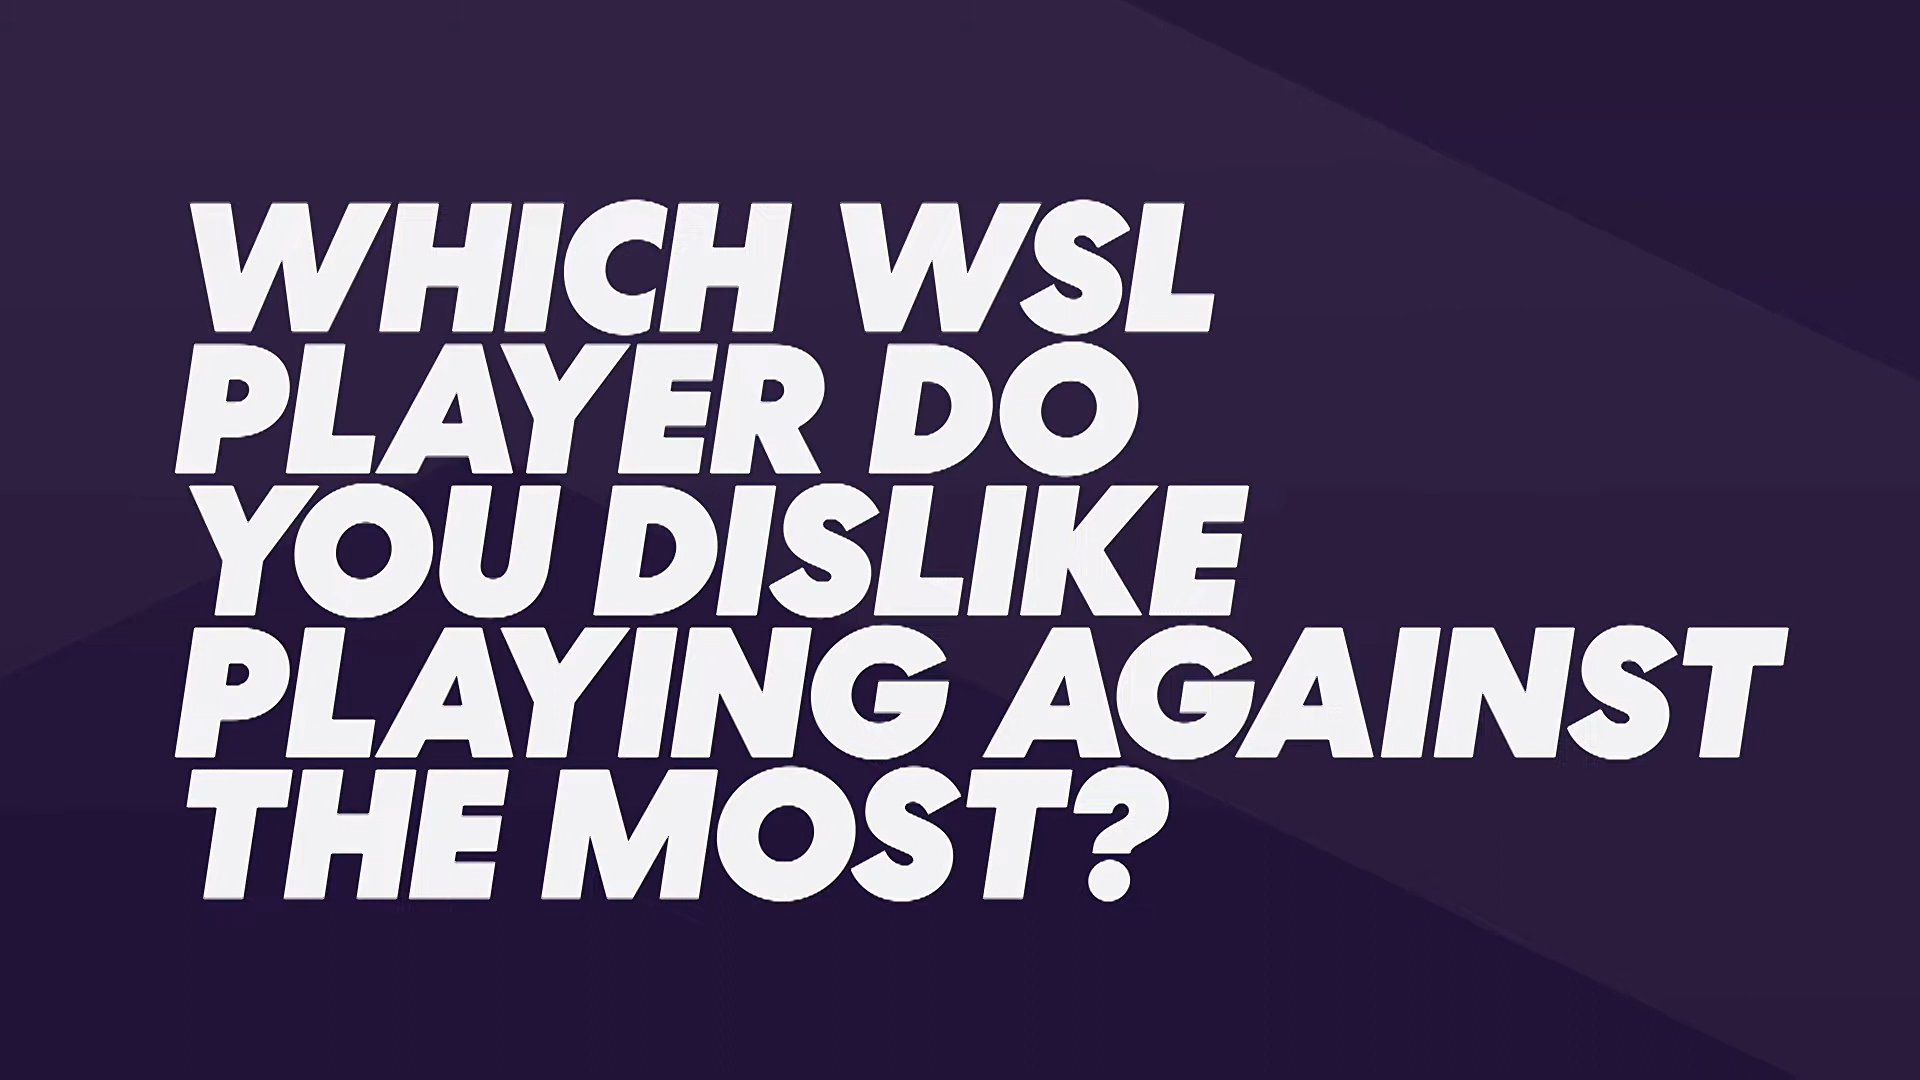 WHICH WSL
PLAYER DO
YOU DISLIKE
PLAYING AGAINST
THE MOST?